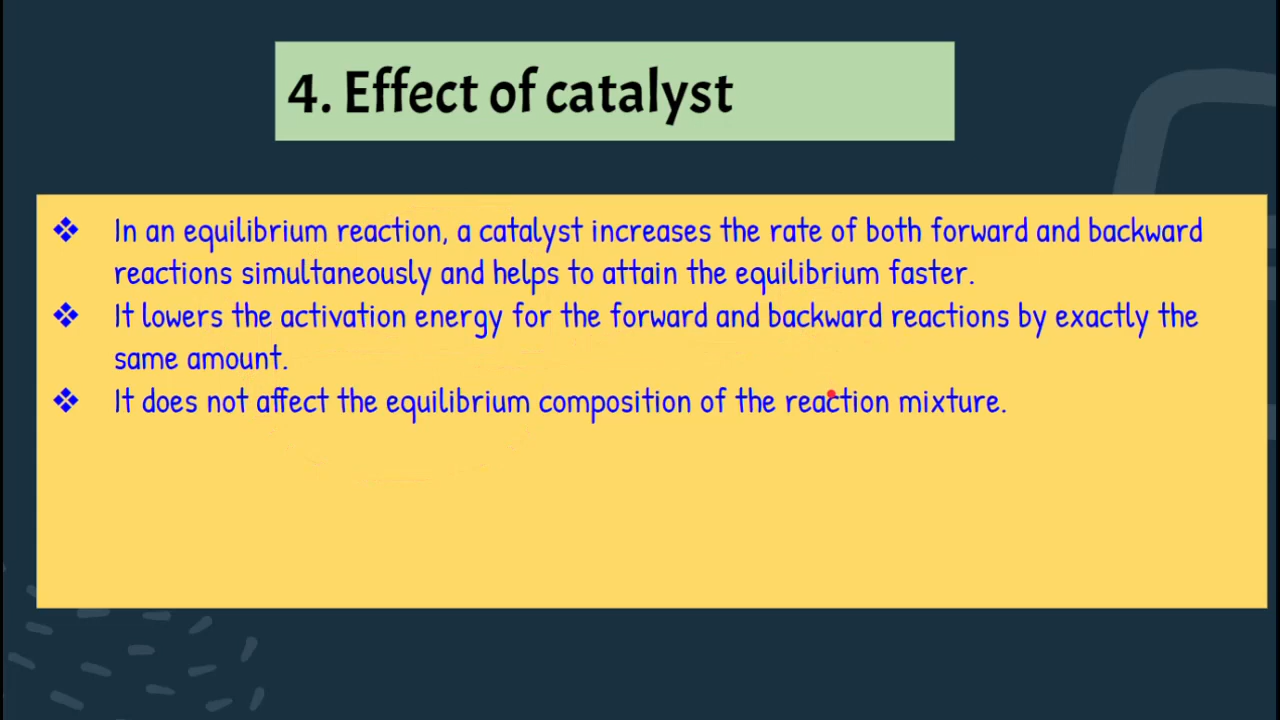 4. Effect of catalyst
❖ In an equilibrium reaction, a catalyst increases the rate of both forward and backward
reactions simultaneously and helps to attain the equilibrium faster.
❖ It lowers the activation energy for the forward and backward reactions by exactly the
same amount.
❖ It does not affect the equilibrium composition of the reaction mixture.